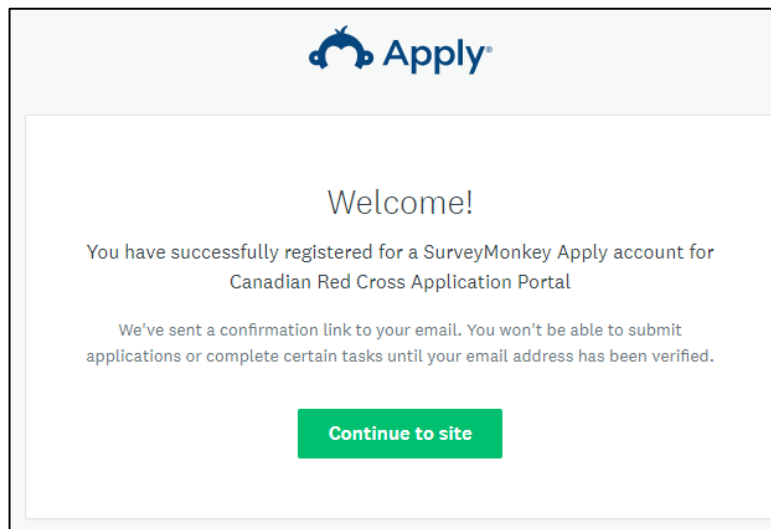 Apply®
Welcome!
You have successfully registered for a SurveyMonkey Apply account for
Canadian Red Cross Application Portal
We've sent a confirmation link to your email. You won't be able to submit
applications or complete certain tasks until your email address has been verified.
Continue to site